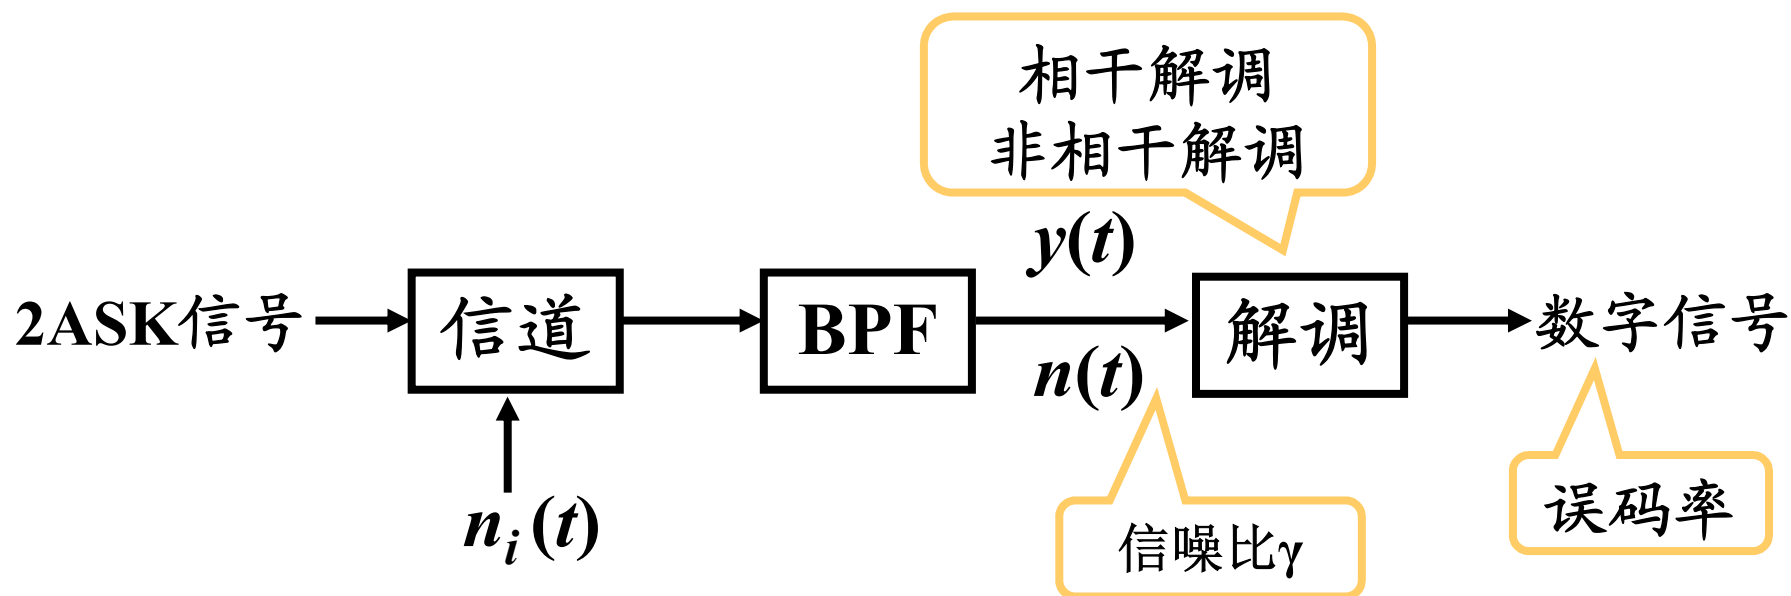 相干解调
非相干解调
y(t)
2ASK信号
信道
BPF
解调
数字信号
n(t)
n_i(t)
信噪比γ
误码率